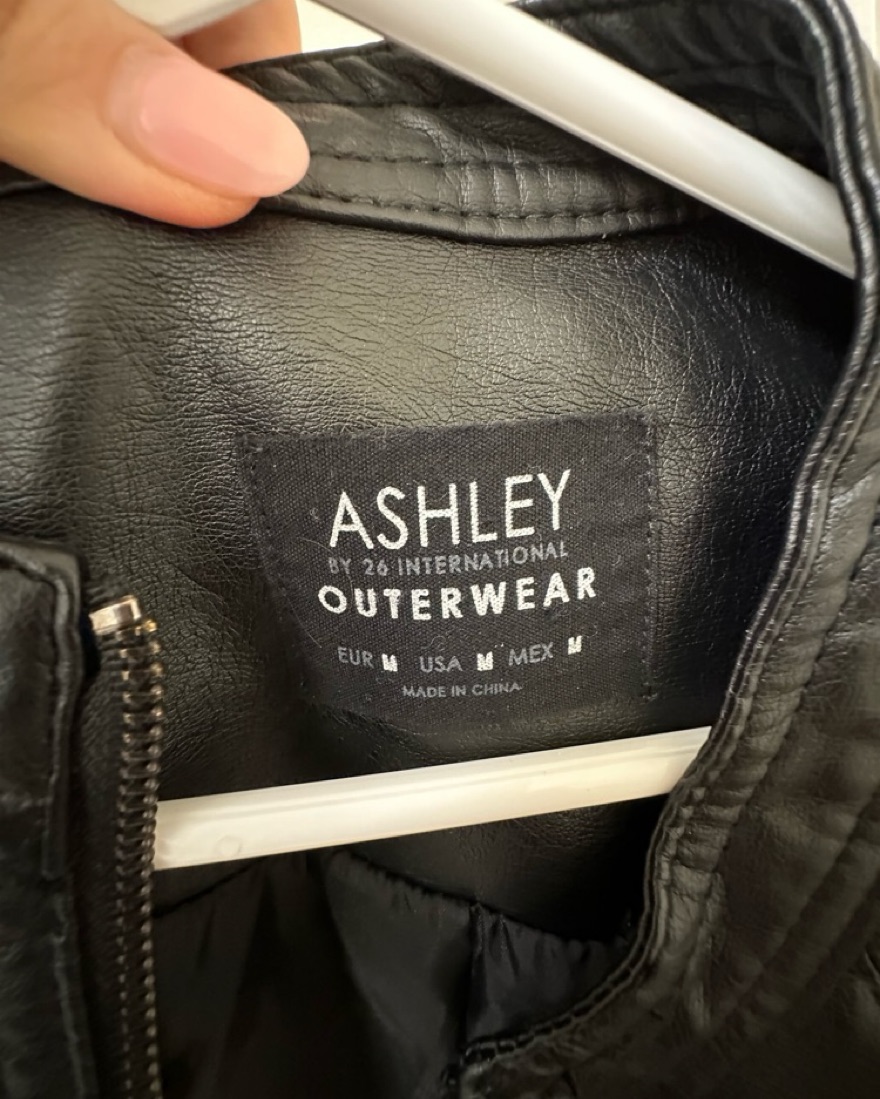 ASHLEY
BY 26 INTERNATIONAL
OUTERWEAR
EUR M USA M MEX M
MADE IN CHINA